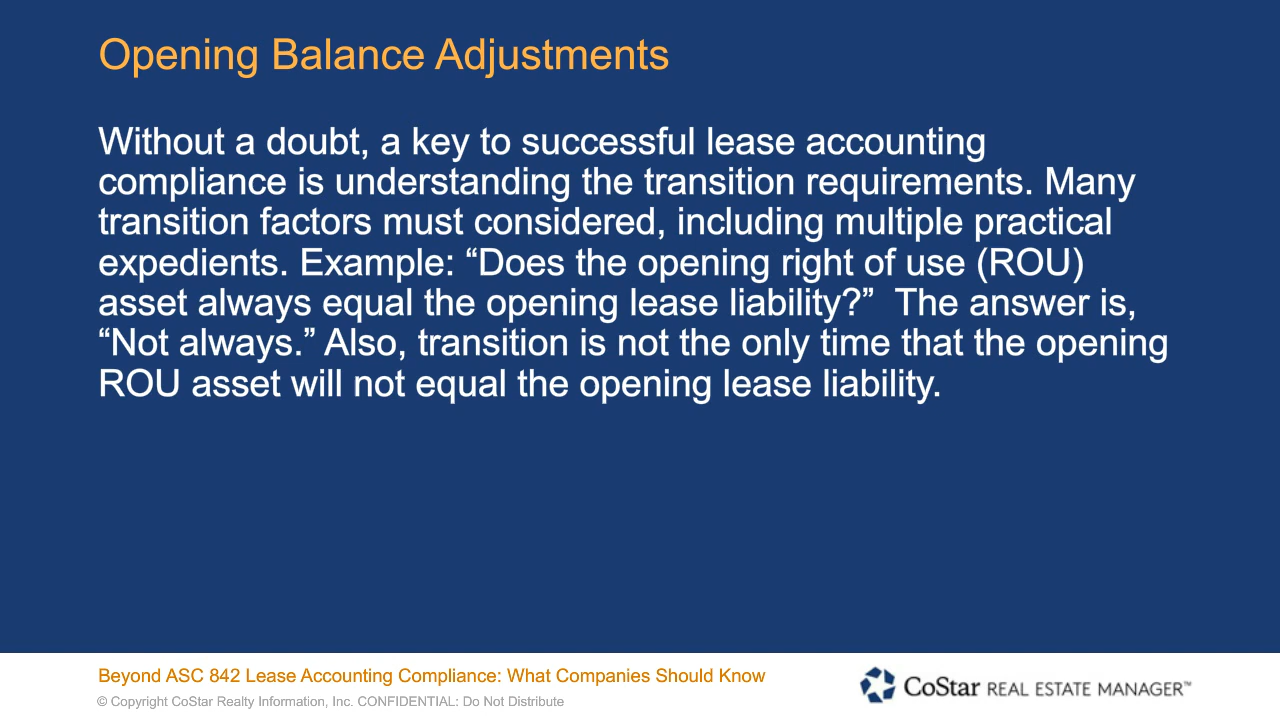 Opening Balance Adjustments
Without a doubt, a key to successful lease accounting
compliance is understanding the transition requirements. Many
transition factors must considered, including multiple practical
expedients. Example: “Does the opening right of use (ROU)
asset always equal the opening lease liability?”  The answer is,
“Not always.” Also, transition is not the only time that the opening
ROU asset will not equal the opening lease liability.
Beyond ASC 842 Lease Accounting Compliance: What Companies Should Know
© Copyright CoStar Realty Information, Inc. CONFIDENTIAL: Do Not Distribute
CoStar REAL ESTATE MANAGER™